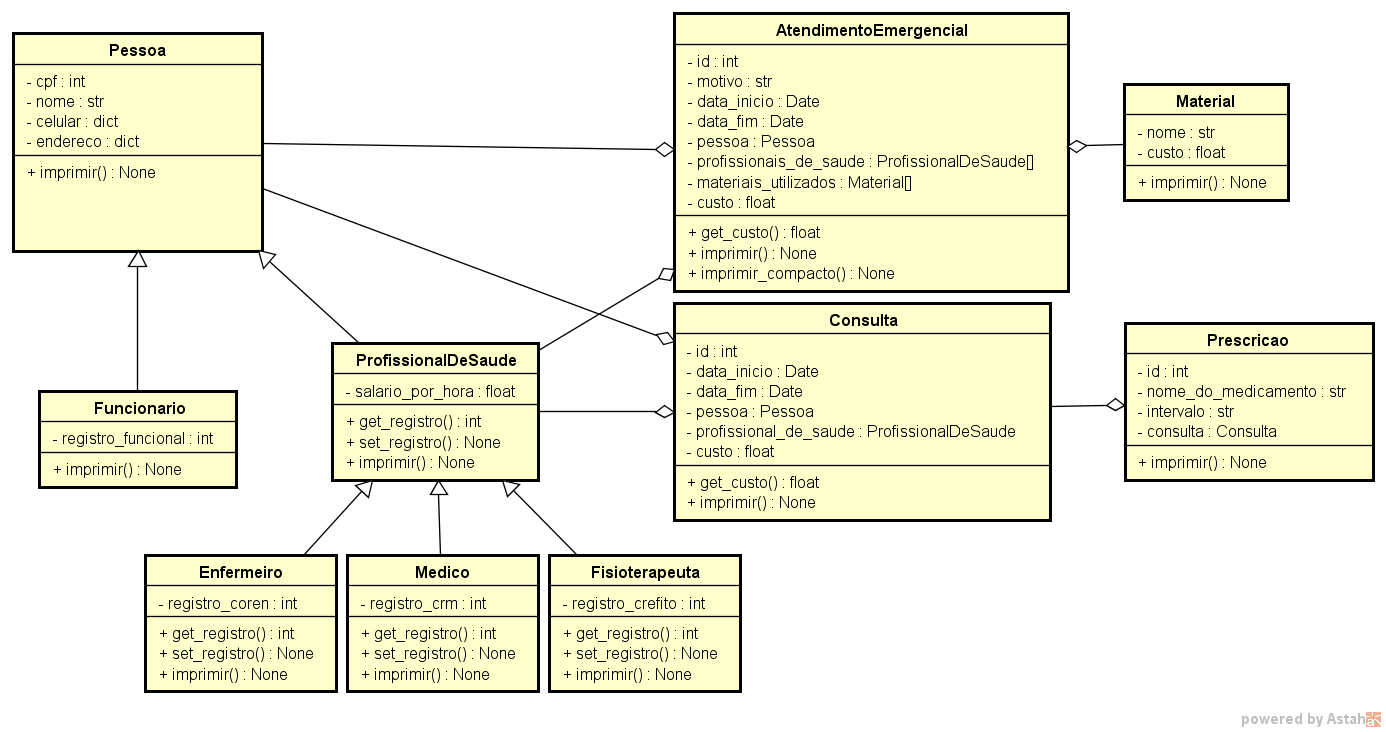 Pessoa
- cpf : int
- nome : str
- celular : dict
- endereco : dict
+ imprimir() : None
AtendimentoEmergencial
- id : int
- motivo : str
- data_inicio : Date
- data_fim : Date
- pessoa : Pessoa
- profissionais_de_saude : ProfissionalDeSaude[]
- materiais_utilizados : Material[]
- custo : float
+ get_custo() : float
+ imprimir() : None
+ imprimir_compacto() : None
Material
- nome : str
- custo : float
+ imprimir() : None
Funcionario
- registro_funcional : int
+ imprimir() : None
ProfissionalDeSaude
- salario_por_hora : float
+ get_registro() : int
+ set_registro() : None
+ imprimir() : None
Consulta
- id : int
- data_inicio : Date
- data_fim : Date
- pessoa : Pessoa
- profissional_de_saude : ProfissionalDeSaude
- custo : float
+ get_custo() : float
+ imprimir() : None
Prescricao
- id : int
- nome_do_medicamento : str
- intervalo : str
- consulta : Consulta
+ imprimir() : None
Enfermeiro
- registro_coren : int
+ get_registro() : int
+ set_registro() : None
+ imprimir() : None
Medico
- registro_crm : int
+ get_registro() : int
+ set_registro() : None
+ imprimir() : None
Fisioterapeuta
- registro_crefito : int
+ get_registro() : int
+ set_registro() : None
+ imprimir() : None
powered by Astah